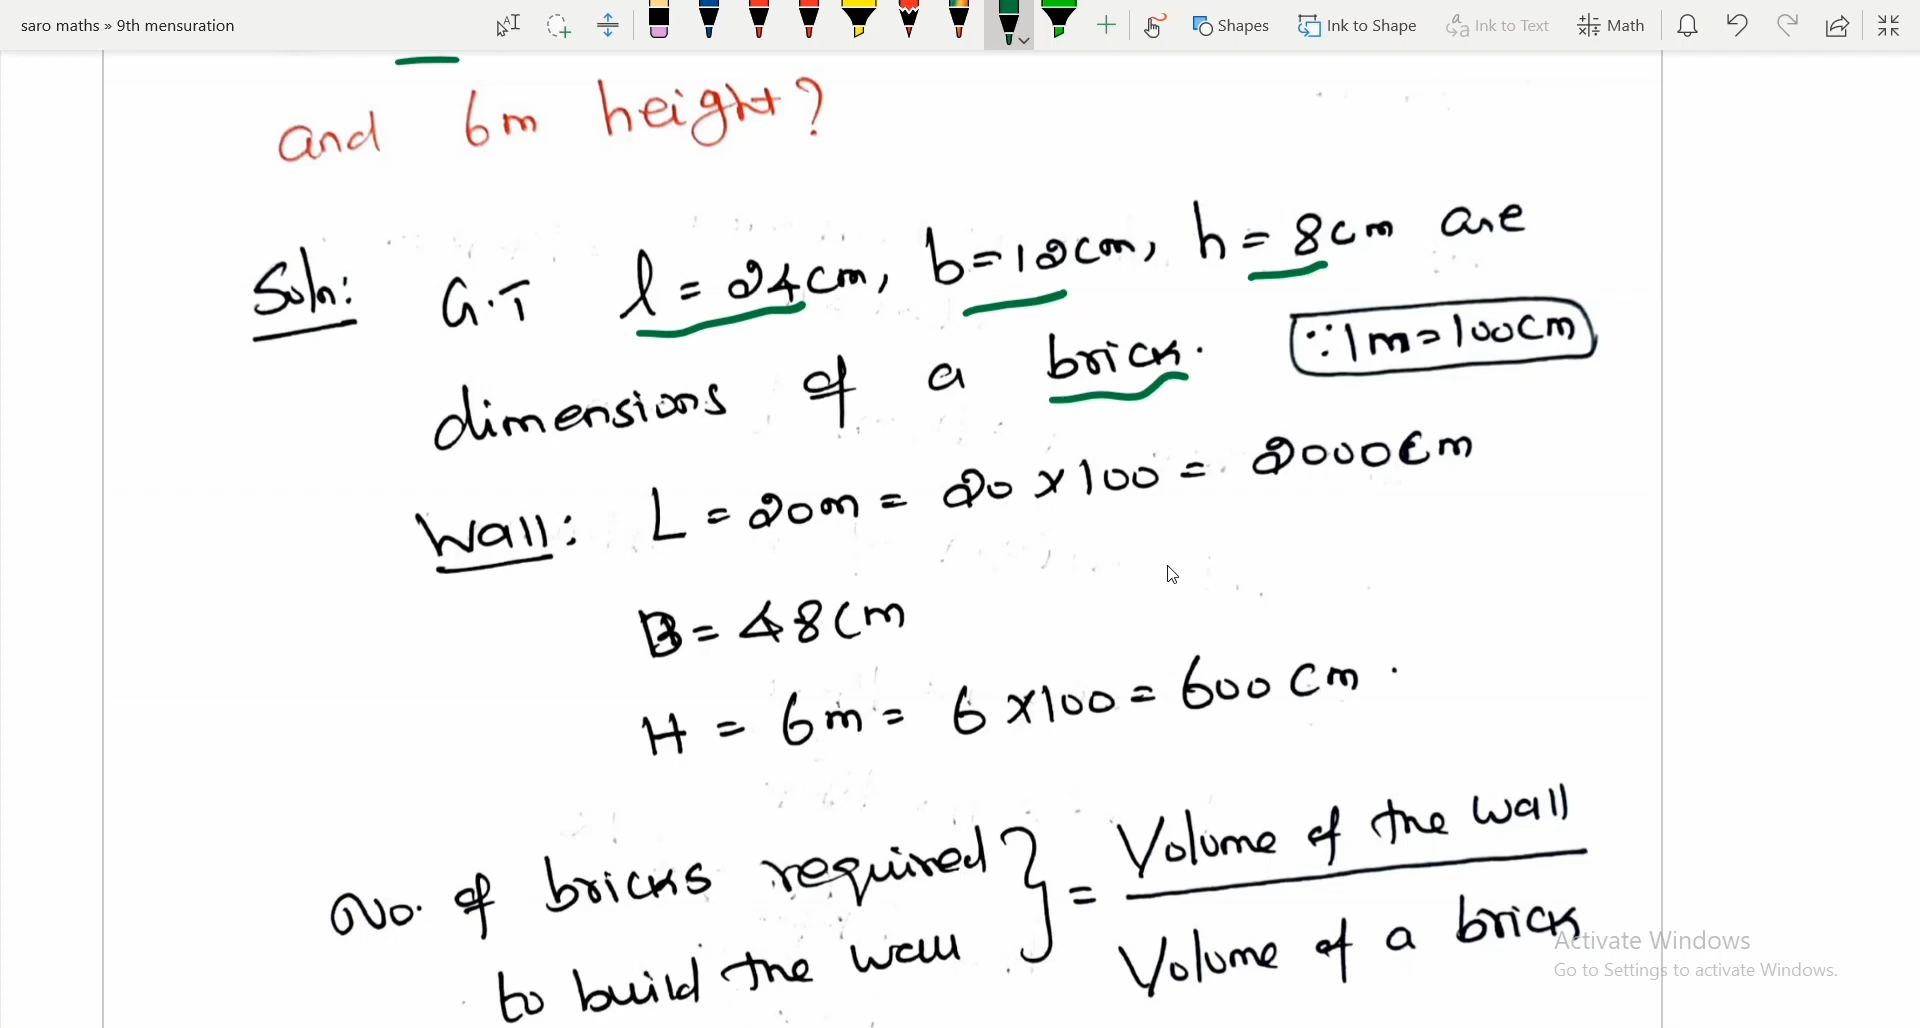 saro maths » 9th mensuration
Shapes Ink to Shape Ink to Text Math
and 6m height?
Soln: G.T l = 24cm, b=12cm, h = 8cm are
dimensions of a brick. ∵1m=100cm
Wall: L = 20m = 20 x 100 = 2000cm
B = 48cm
H = 6m = 6 x 100 = 600 cm.
No. of bricks required } = Volume of the wall
to build the wall Volume of a brick
Activate Windows
Go to Settings to activate Windows.